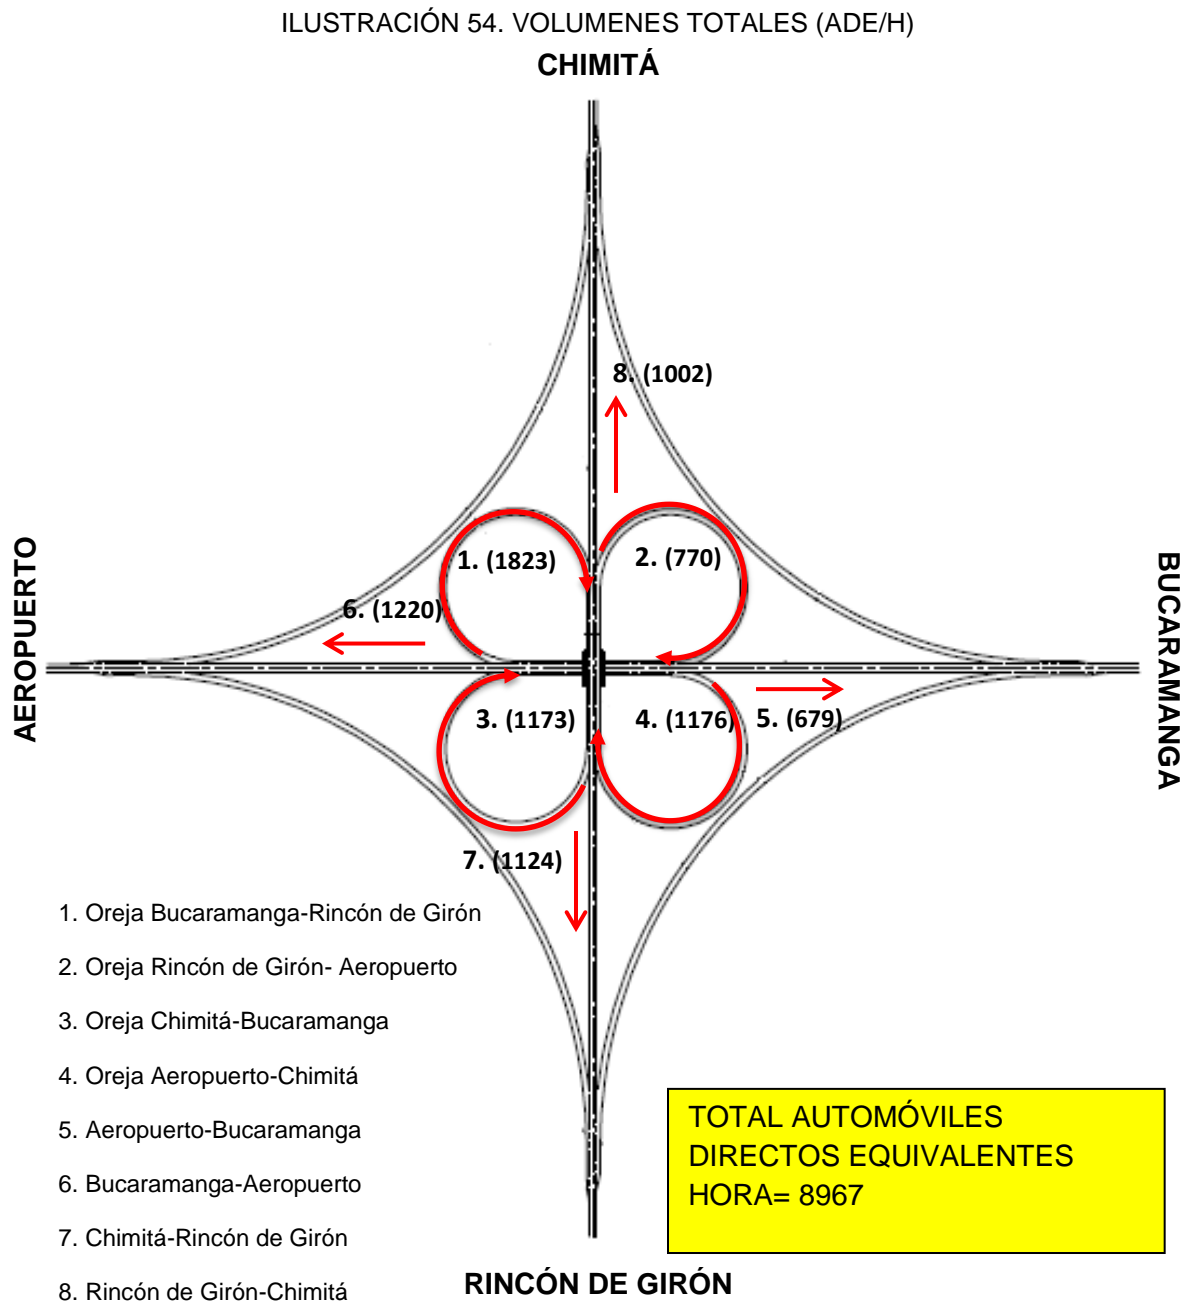 ILUSTRACIÓN 54. VOLUMENES TOTALES (ADE/H)
CHIMITÁ
8. (1002)
1. (1823)
2. (770)
AEROPUERTO
BUCARAMANGA
6. (1220)
3. (1173)
4. (1176)
5. (679)
7. (1124)
1. Oreja Bucaramanga-Rincón de Girón
2. Oreja Rincón de Girón- Aeropuerto
3. Oreja Chimitá-Bucaramanga
4. Oreja Aeropuerto-Chimitá
5. Aeropuerto-Bucaramanga
6. Bucaramanga-Aeropuerto
7. Chimitá-Rincón de Girón
8. Rincón de Girón-Chimitá
TOTAL AUTOMÓVILES
DIRECTOS EQUIVALENTES
HORA= 8967
RINCÓN DE GIRÓN